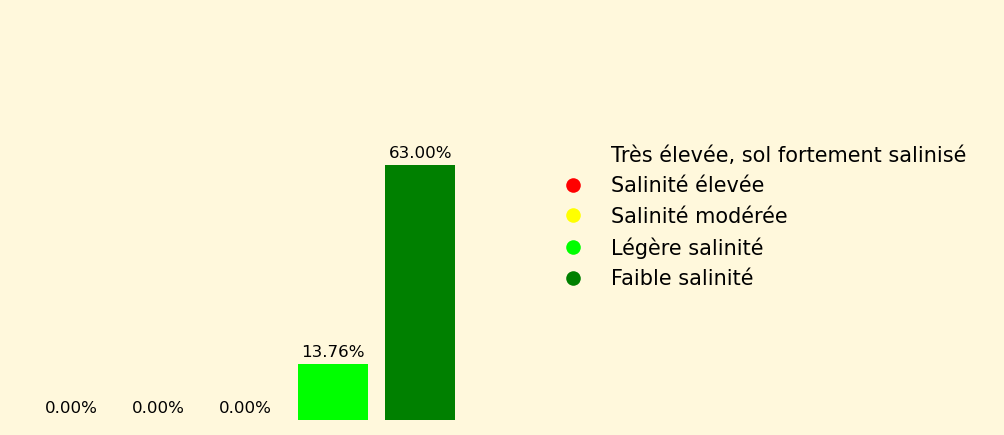 63.00%
13.76%
0.00% 0.00% 0.00%
Très élevée, sol fortement salinisé
Salinité élevée
Salinité modérée
Légère salinité
Faible salinité